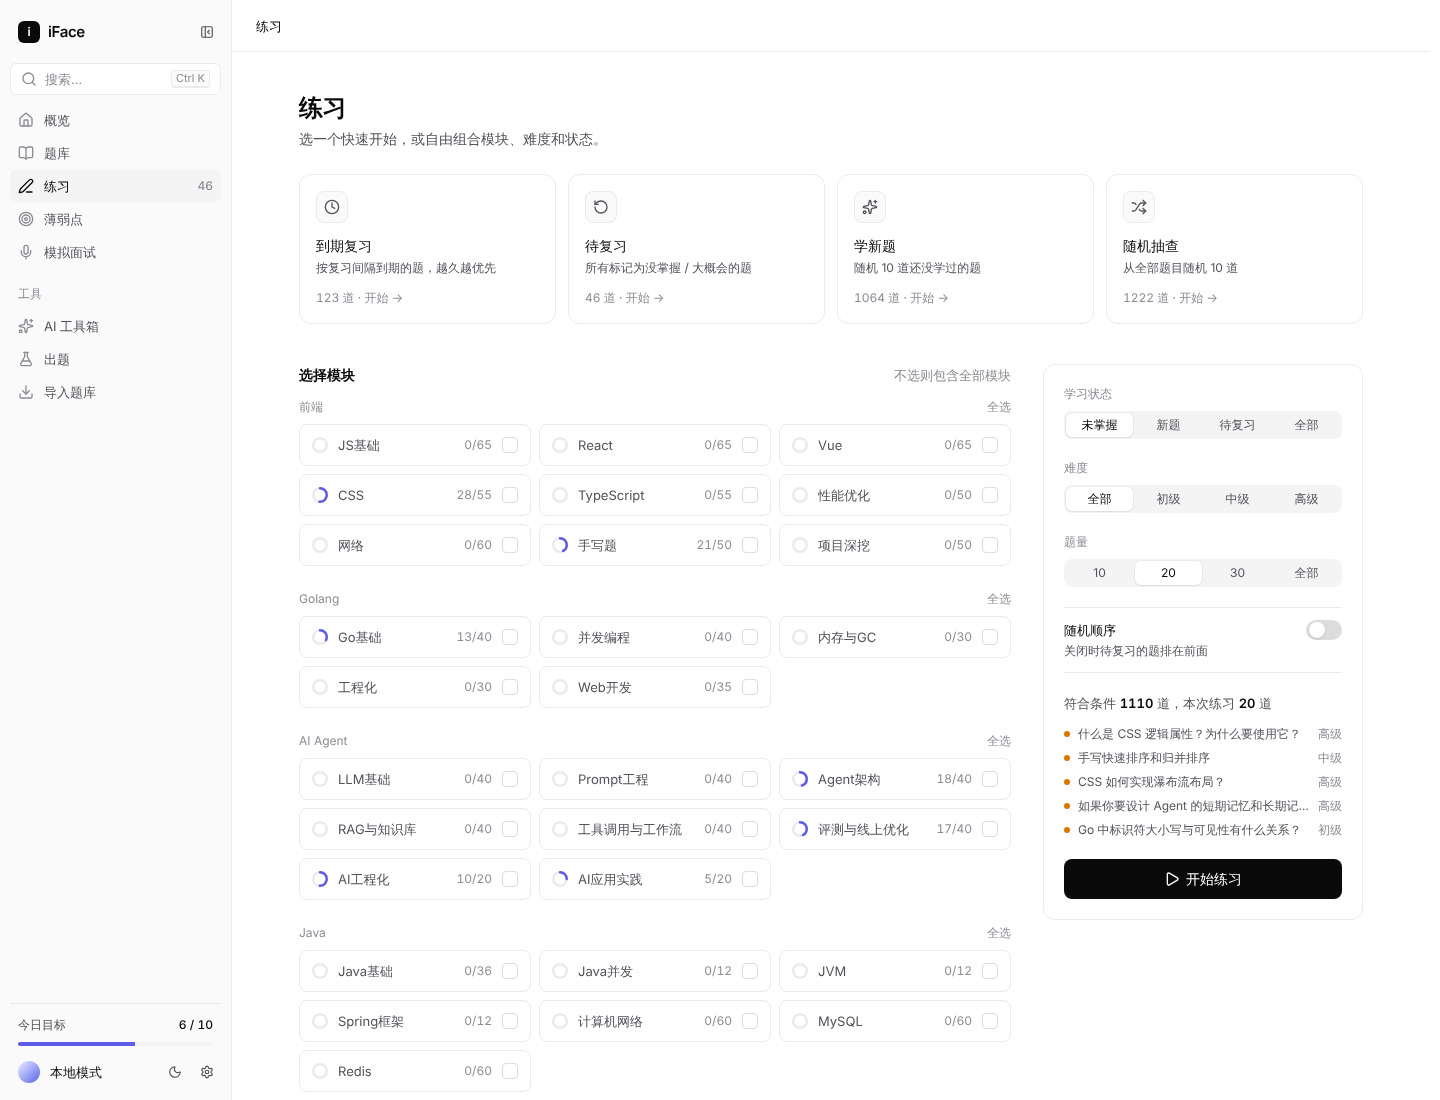 i iFace
搜索... Ctrl K
概览
题库
练习 46
薄弱点
模拟面试
工具
AI 工具箱
出题
导入题库
今日目标 6 / 10
本地模式
练习
练习
选一个快速开始，或自由组合模块、难度和状态。
到期复习
按复习间隔到期的题，越久越优先
123 道 · 开始 →
待复习
所有标记为没掌握 / 大概会的题
46 道 · 开始 →
学新题
随机 10 道还没学过的题
1064 道 · 开始 →
随机抽查
从全部题目随机 10 道
1222 道 · 开始 →
选择模块 不选则包含全部模块
前端 全选
JS基础 0/65 React 0/65 Vue 0/65
CSS 28/55 TypeScript 0/55 性能优化 0/50
网络 0/60 手写题 21/50 项目深挖 0/50
Golang 全选
Go基础 13/40 并发编程 0/40 内存与GC 0/30
工程化 0/30 Web开发 0/35
AI Agent 全选
LLM基础 0/40 Prompt工程 0/40 Agent架构 18/40
RAG与知识库 0/40 工具调用与工作流 0/40 评测与线上优化 17/40
AI工程化 10/20 AI应用实践 5/20
Java 全选
Java基础 0/36 Java并发 0/12 JVM 0/12
Spring框架 0/12 计算机网络 0/60 MySQL 0/60
Redis 0/60
学习状态
未掌握 新题 待复习 全部
难度
全部 初级 中级 高级
题量
10 20 30 全部
随机顺序
关闭时待复习的题排在前面
符合条件 1110 道，本次练习 20 道
什么是 CSS 逻辑属性？为什么要使用它？ 高级
手写快速排序和归并排序 中级
CSS 如何实现瀑布流布局？ 高级
如果你要设计 Agent 的短期记忆和长期记... 高级
Go 中标识符大小写与可见性有什么关系？ 初级
开始练习